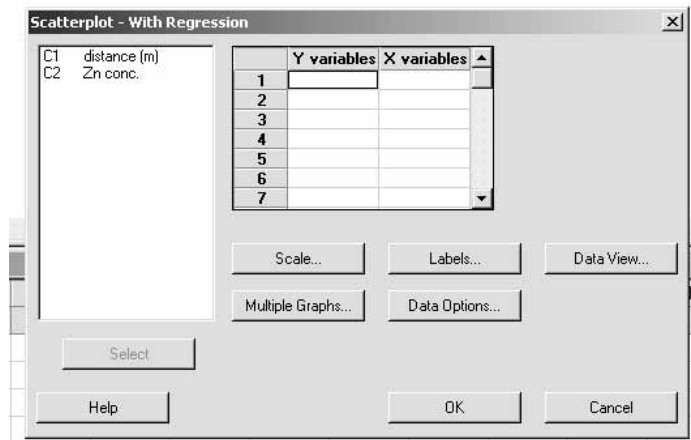 Scatterplot - With Regression
C1 distance (m)
C2 Zn conc.
Y variables X variables
1
2
3
4
5
6
7
Scale... Labels... Data View...
Multiple Graphs... Data Options...
Select
Help OK Cancel